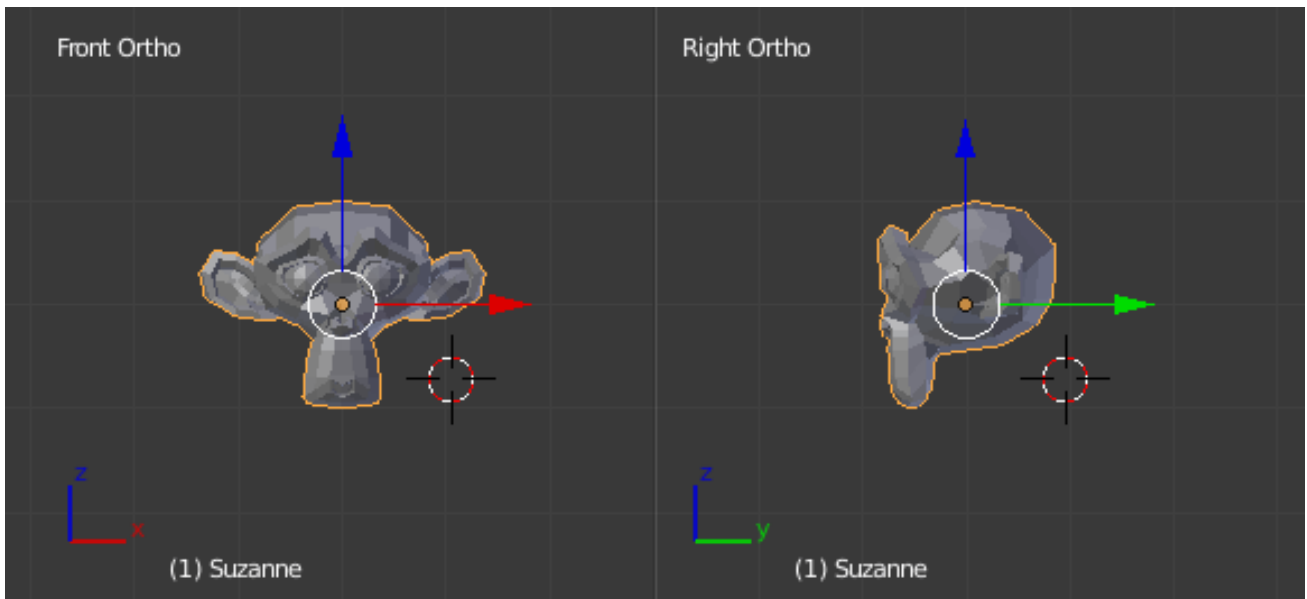 Front Ortho
Right Ortho
z
x
z
y
(1) Suzanne
(1) Suzanne